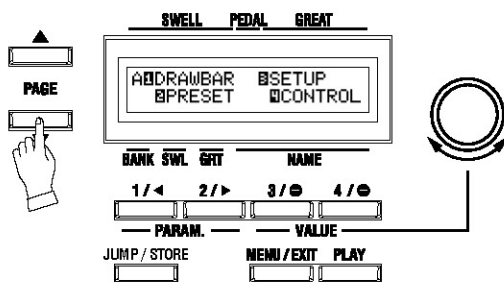 SWELL PEDAL GREAT
PAGE
A1DRAWBAR 3SETUP
2PRESET 4CONTROL
BANK SWL GRT NAME
1/◀ 2/▶ 3/⊖ 4/⊖
PARAM. VALUE
JUMP / STORE MENU / EXIT PLAY